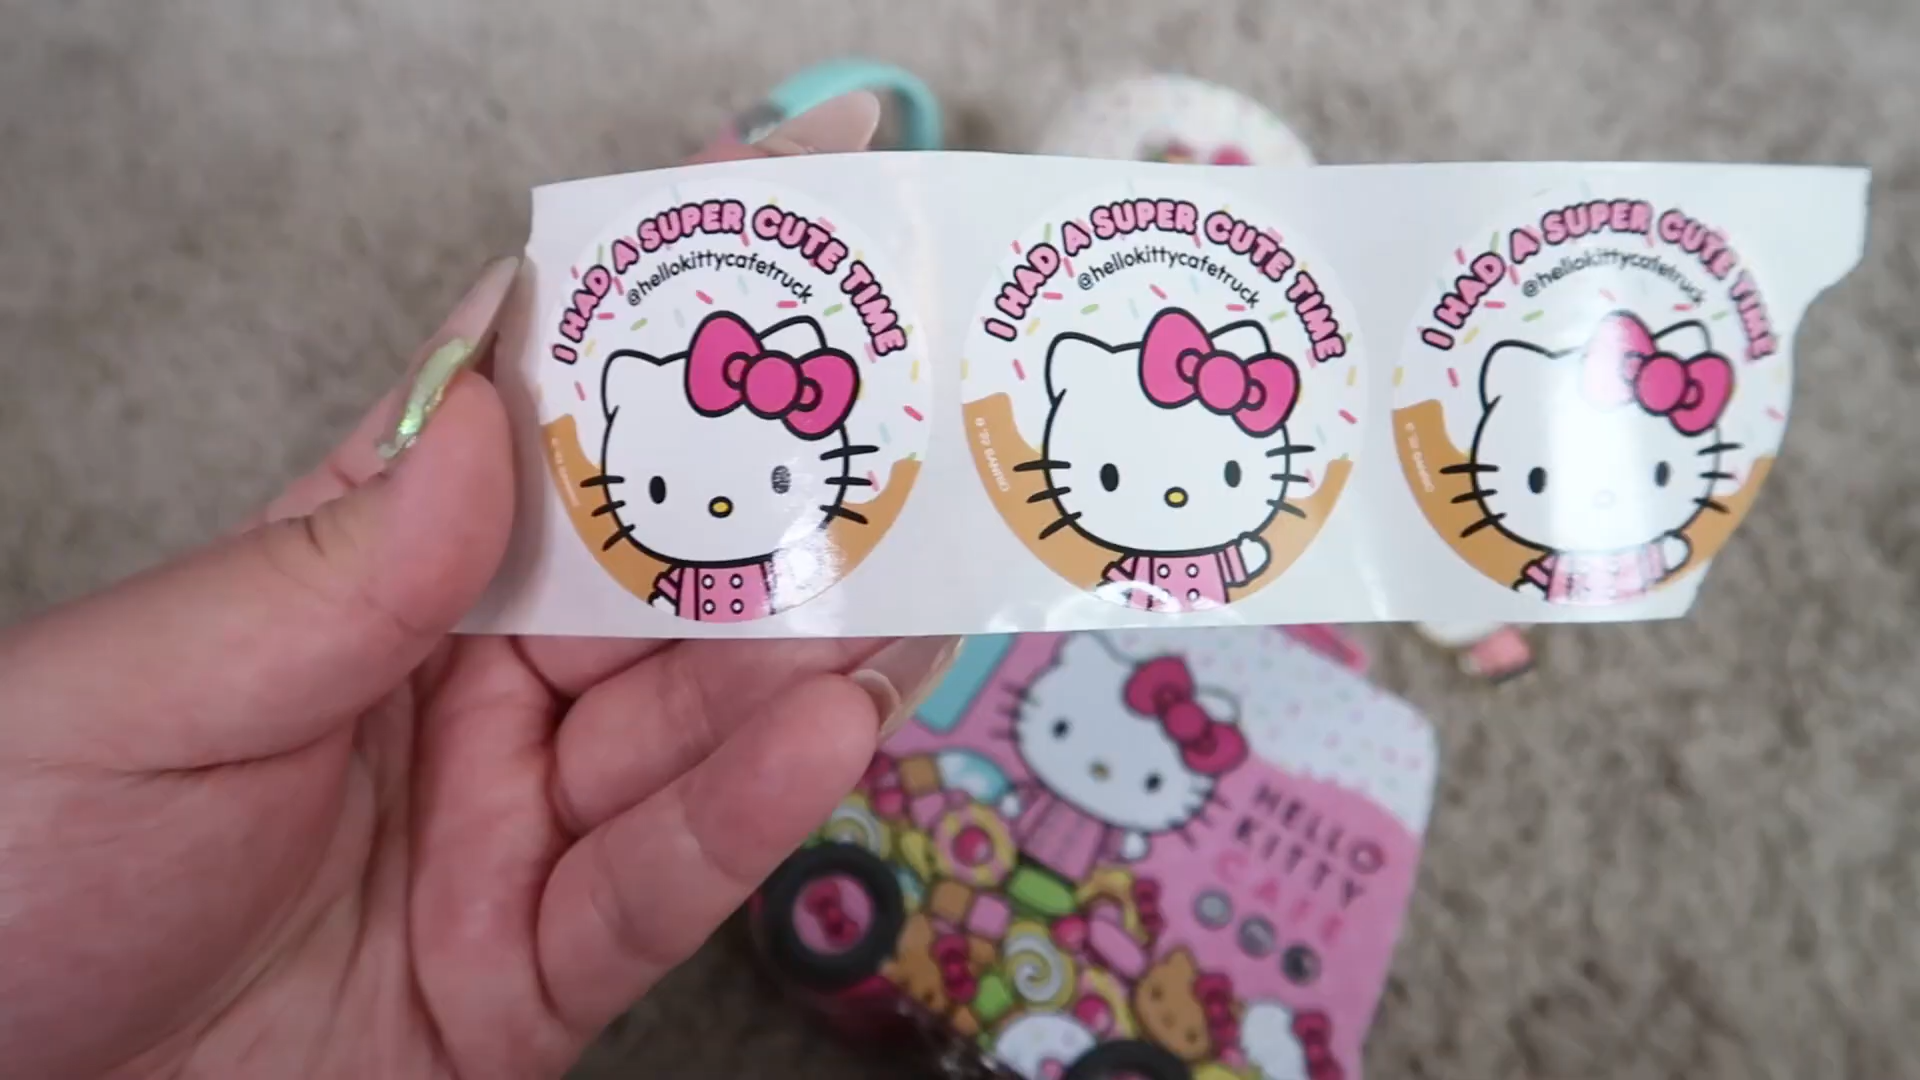 I HAD A SUPER CUTE TIME
@hellokittycafetruck
I HAD A SUPER CUTE TIME
@hellokittycafetruck
I HAD A SUPER CUTE TIME
@hellokittycafetruck
HELLO
KITTY
CAFE